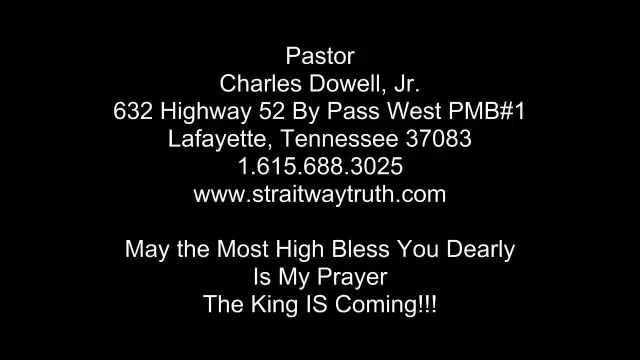 Pastor
Charles Dowell, Jr.
632 Highway 52 By Pass West PMB#1
Lafayette, Tennessee 37083
1.615.688.3025
www.straitwaytruth.com
May the Most High Bless You Dearly
Is My Prayer
The King IS Coming!!!